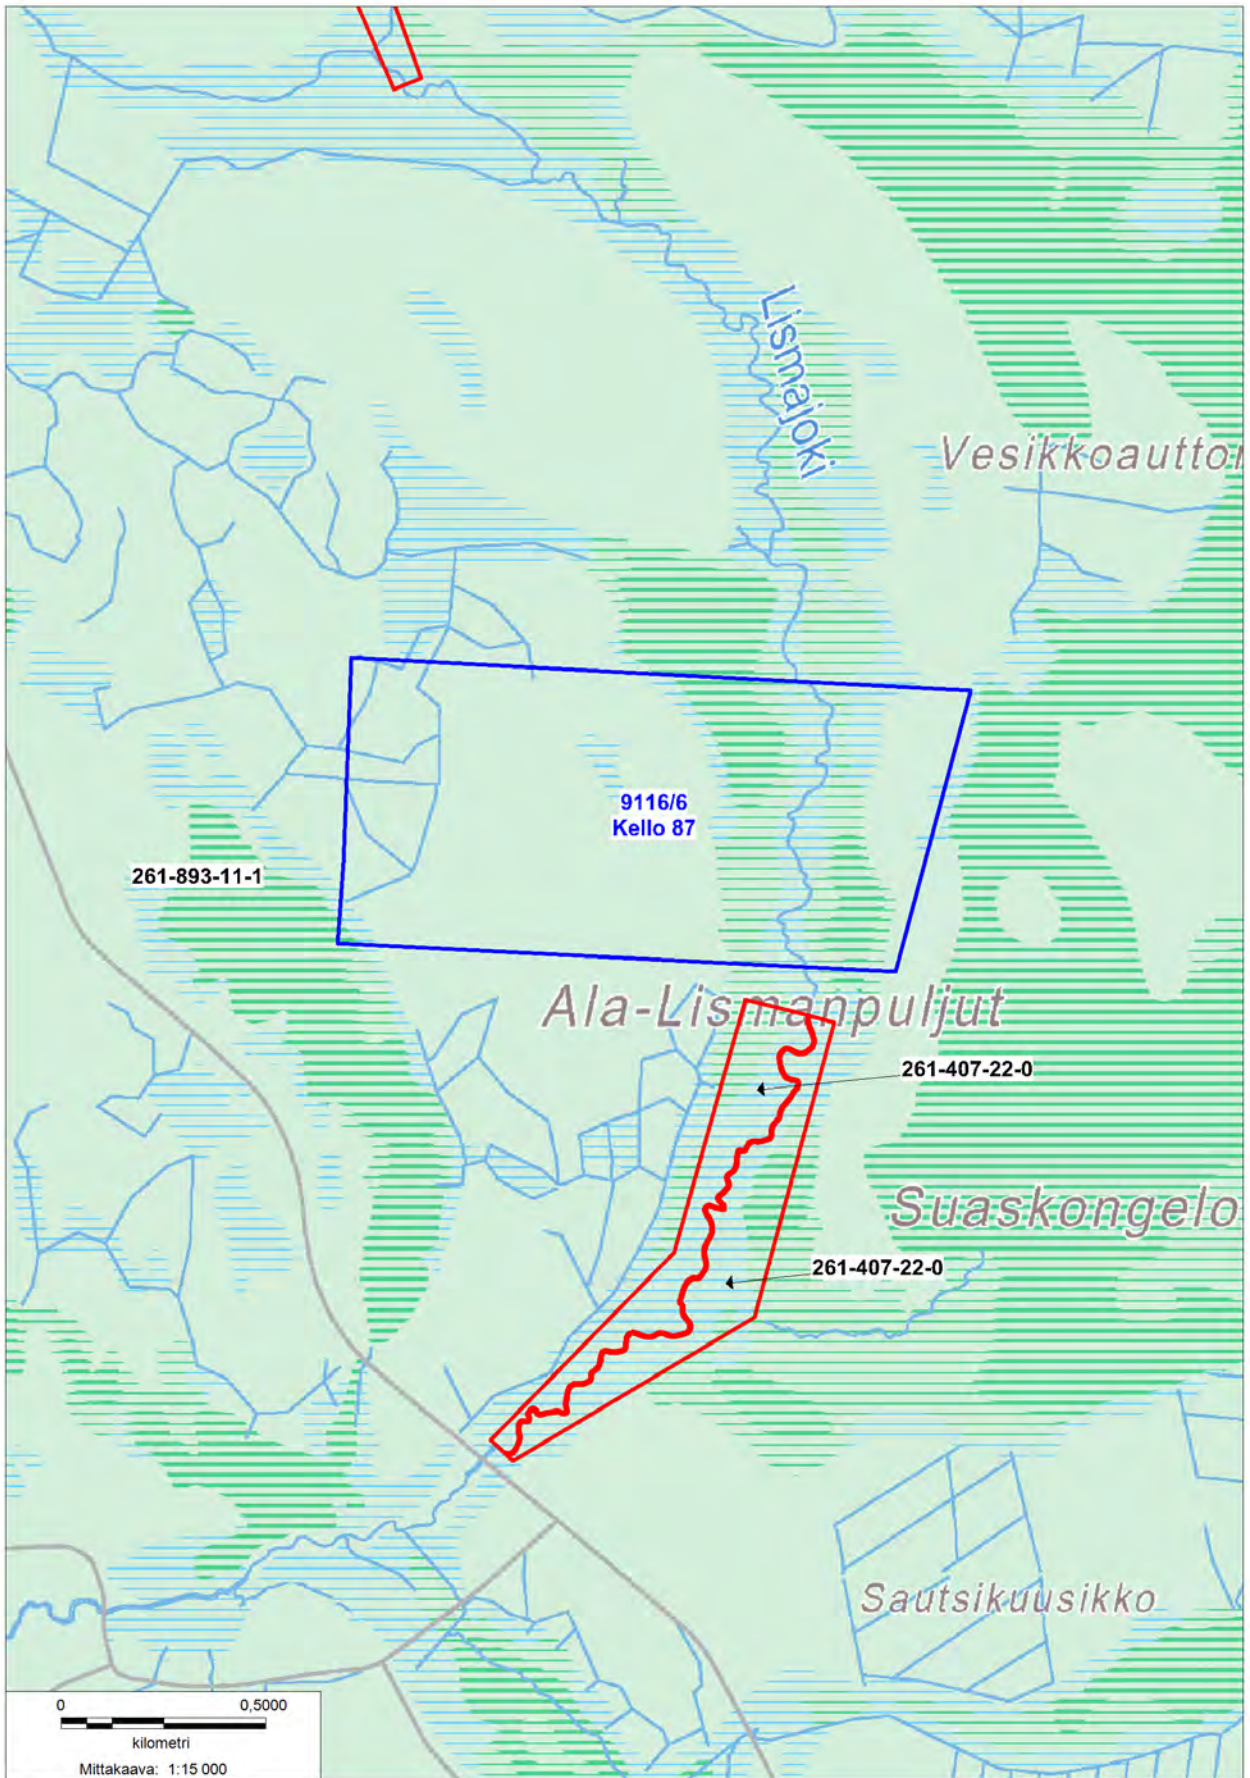 Lismajoki
Vesikkoautto
9116/6
Kello 87
261-893-11-1
Ala-Lismanpuljut
261-407-22-0
Suaskongelo
261-407-22-0
Sautsikuusikko
0 0,5000
kilometri
Mittakaava: 1:15 000